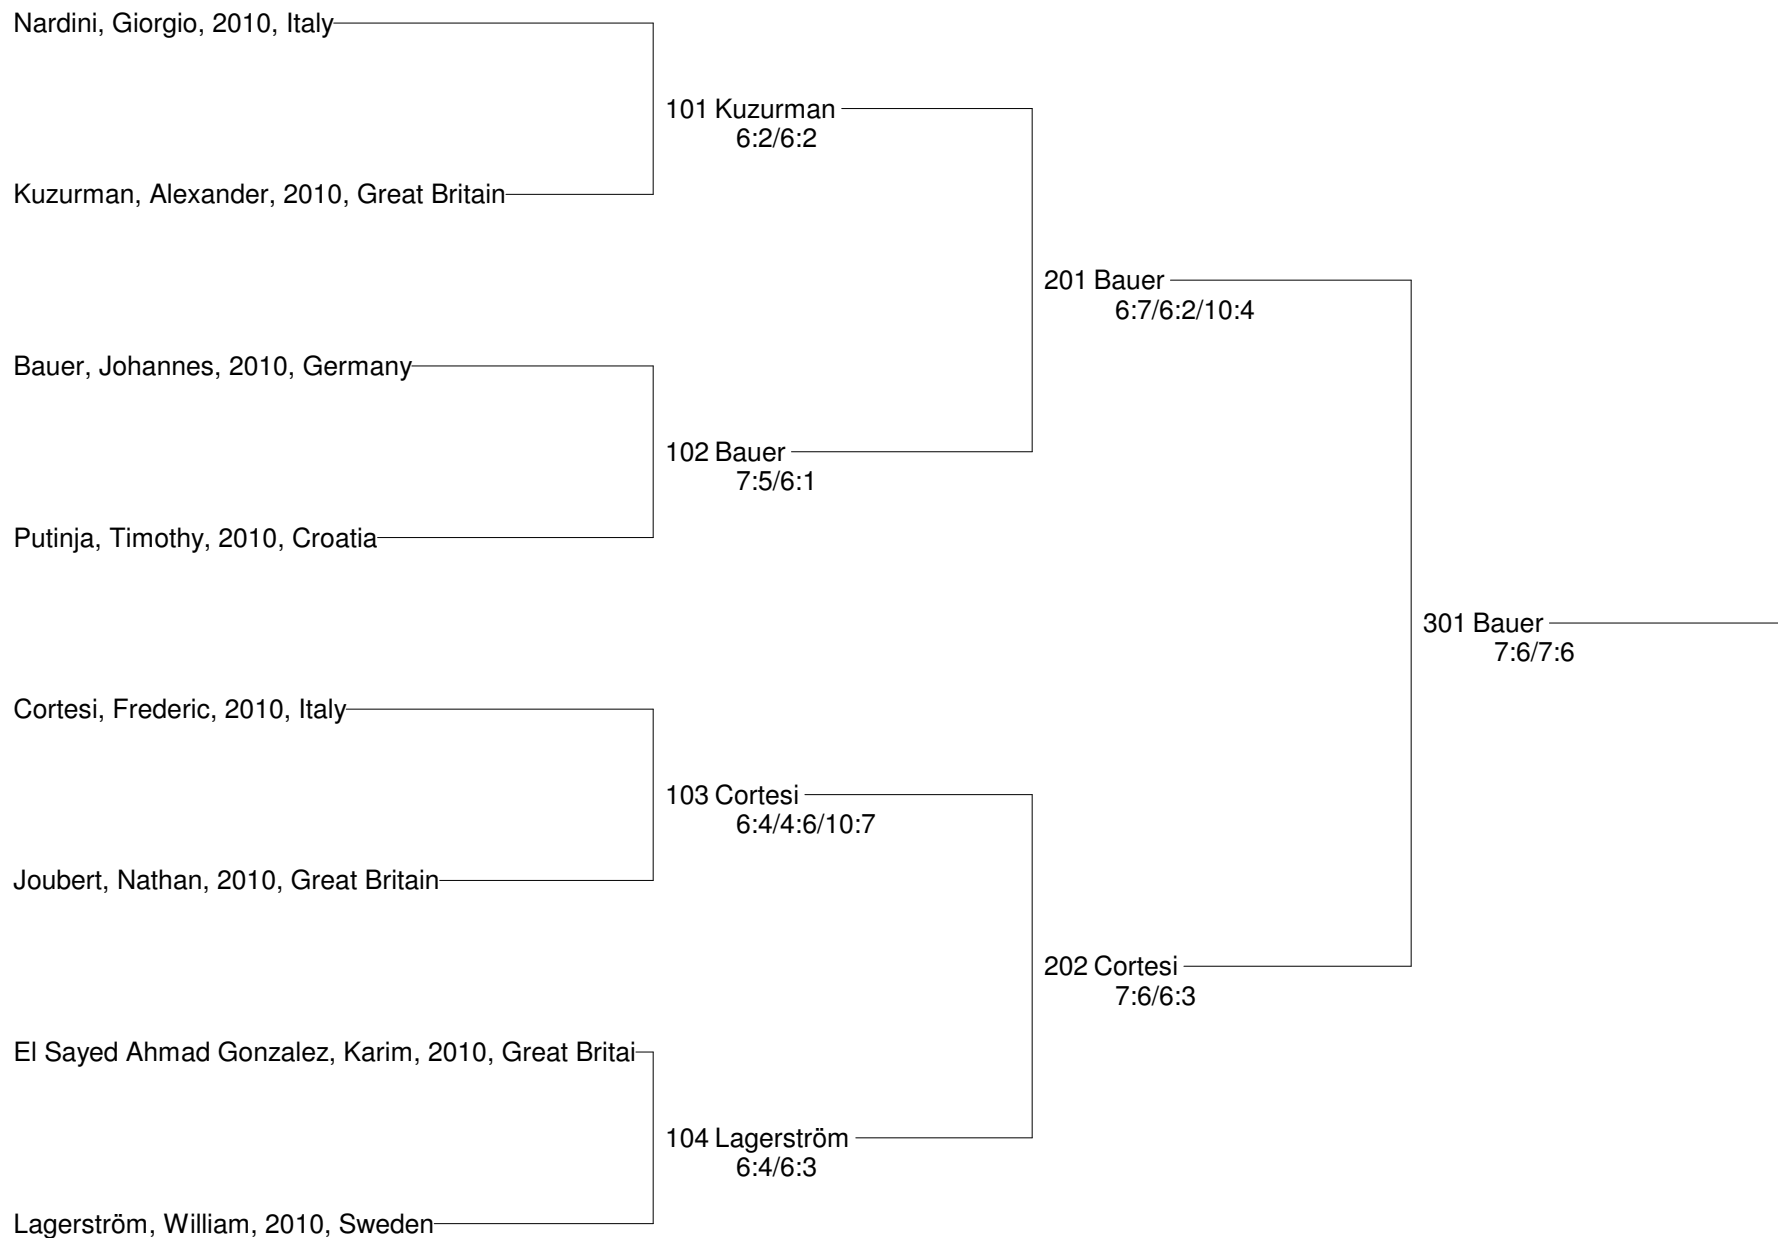 Nardini, Giorgio, 2010, Italy
101 Kuzurman
6:2/6:2
Kuzurman, Alexander, 2010, Great Britain
201 Bauer
6:7/6:2/10:4
Bauer, Johannes, 2010, Germany
102 Bauer
7:5/6:1
Putinja, Timothy, 2010, Croatia
301 Bauer
7:6/7:6
Cortesi, Frederic, 2010, Italy
103 Cortesi
6:4/4:6/10:7
Joubert, Nathan, 2010, Great Britain
202 Cortesi
7:6/6:3
El Sayed Ahmad Gonzalez, Karim, 2010, Great Britai
104 Lagerström
6:4/6:3
Lagerström, William, 2010, Sweden